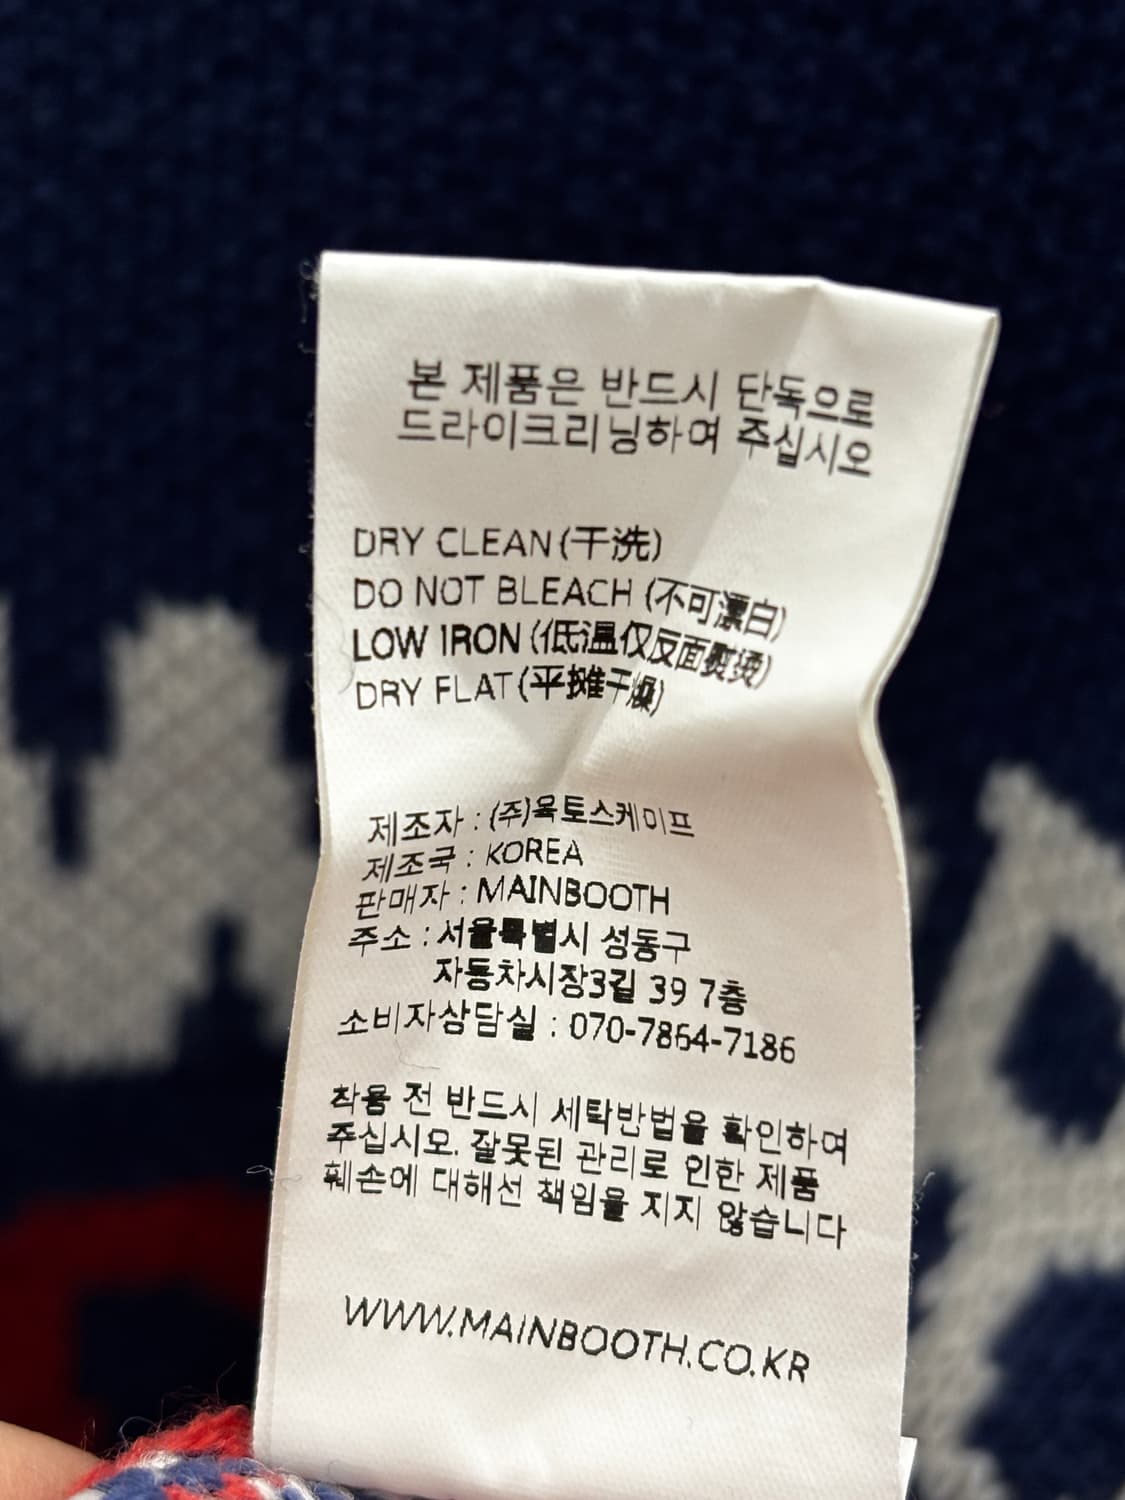 본 제품은 반드시 단독으로
드라이크리닝하여 주십시오
DRY CLEAN(干洗)
DO NOT BLEACH (不可漂白)
LOW IRON (低温仅反面熨烫)
DRY FLAT(平摊干燥)
제조자 : (주)육토스케이프
제조국 : KOREA
판매자 : MAINBOOTH
주소 : 서울특별시 성동구
자동차시장3길 39 7층
소비자상담실 : 070-7864-7186
착용 전 반드시 세탁방법을 확인하여
주십시오. 잘못된 관리로 인한 제품
훼손에 대해선 책임을 지지 않습니다
WWW.MAINBOOTH.CO.KR